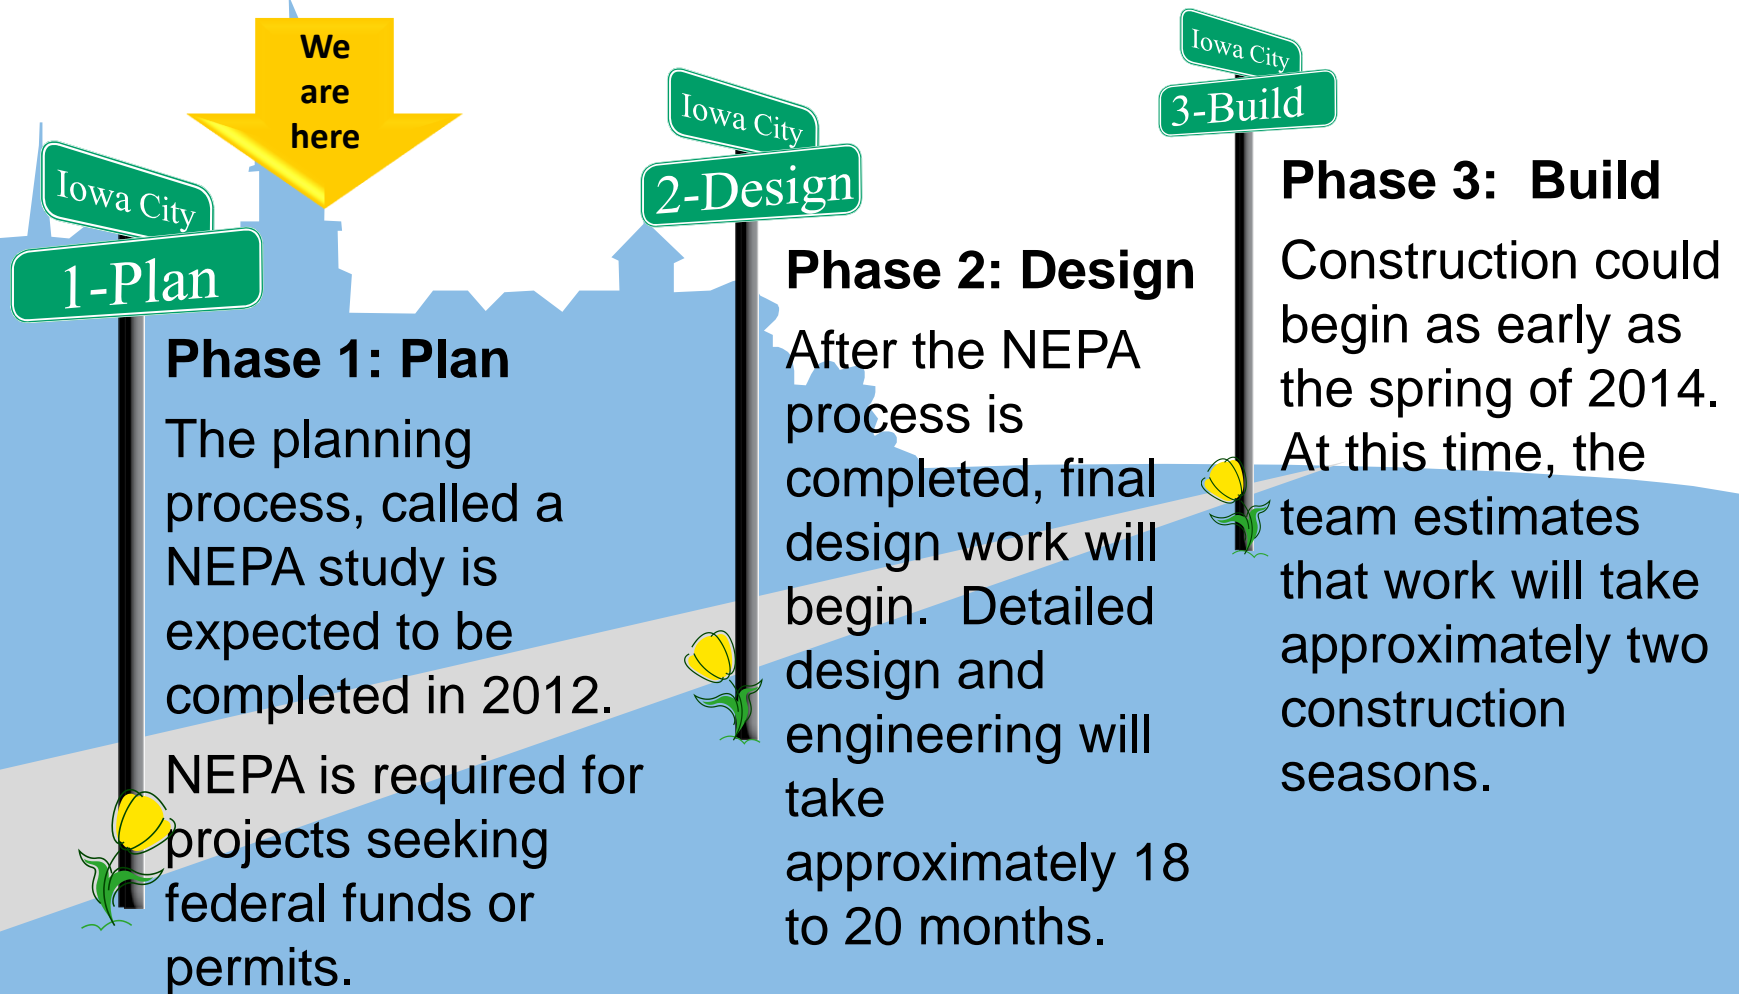 We
are
here
Iowa City
1-Plan
Phase 1: Plan
The planning
process, called a
NEPA study is
expected to be
completed in 2012.
NEPA is required for
projects seeking
federal funds or
permits.
Iowa City
2-Design
Phase 2: Design
After the NEPA
process is
completed, final
design work will
begin.  Detailed
design and
engineering will
take
approximately 18
to 20 months.
Iowa City
3-Build
Phase 3:  Build
Construction could
begin as early as
the spring of 2014.
At this time, the
team estimates
that work will take
approximately two
construction
seasons.